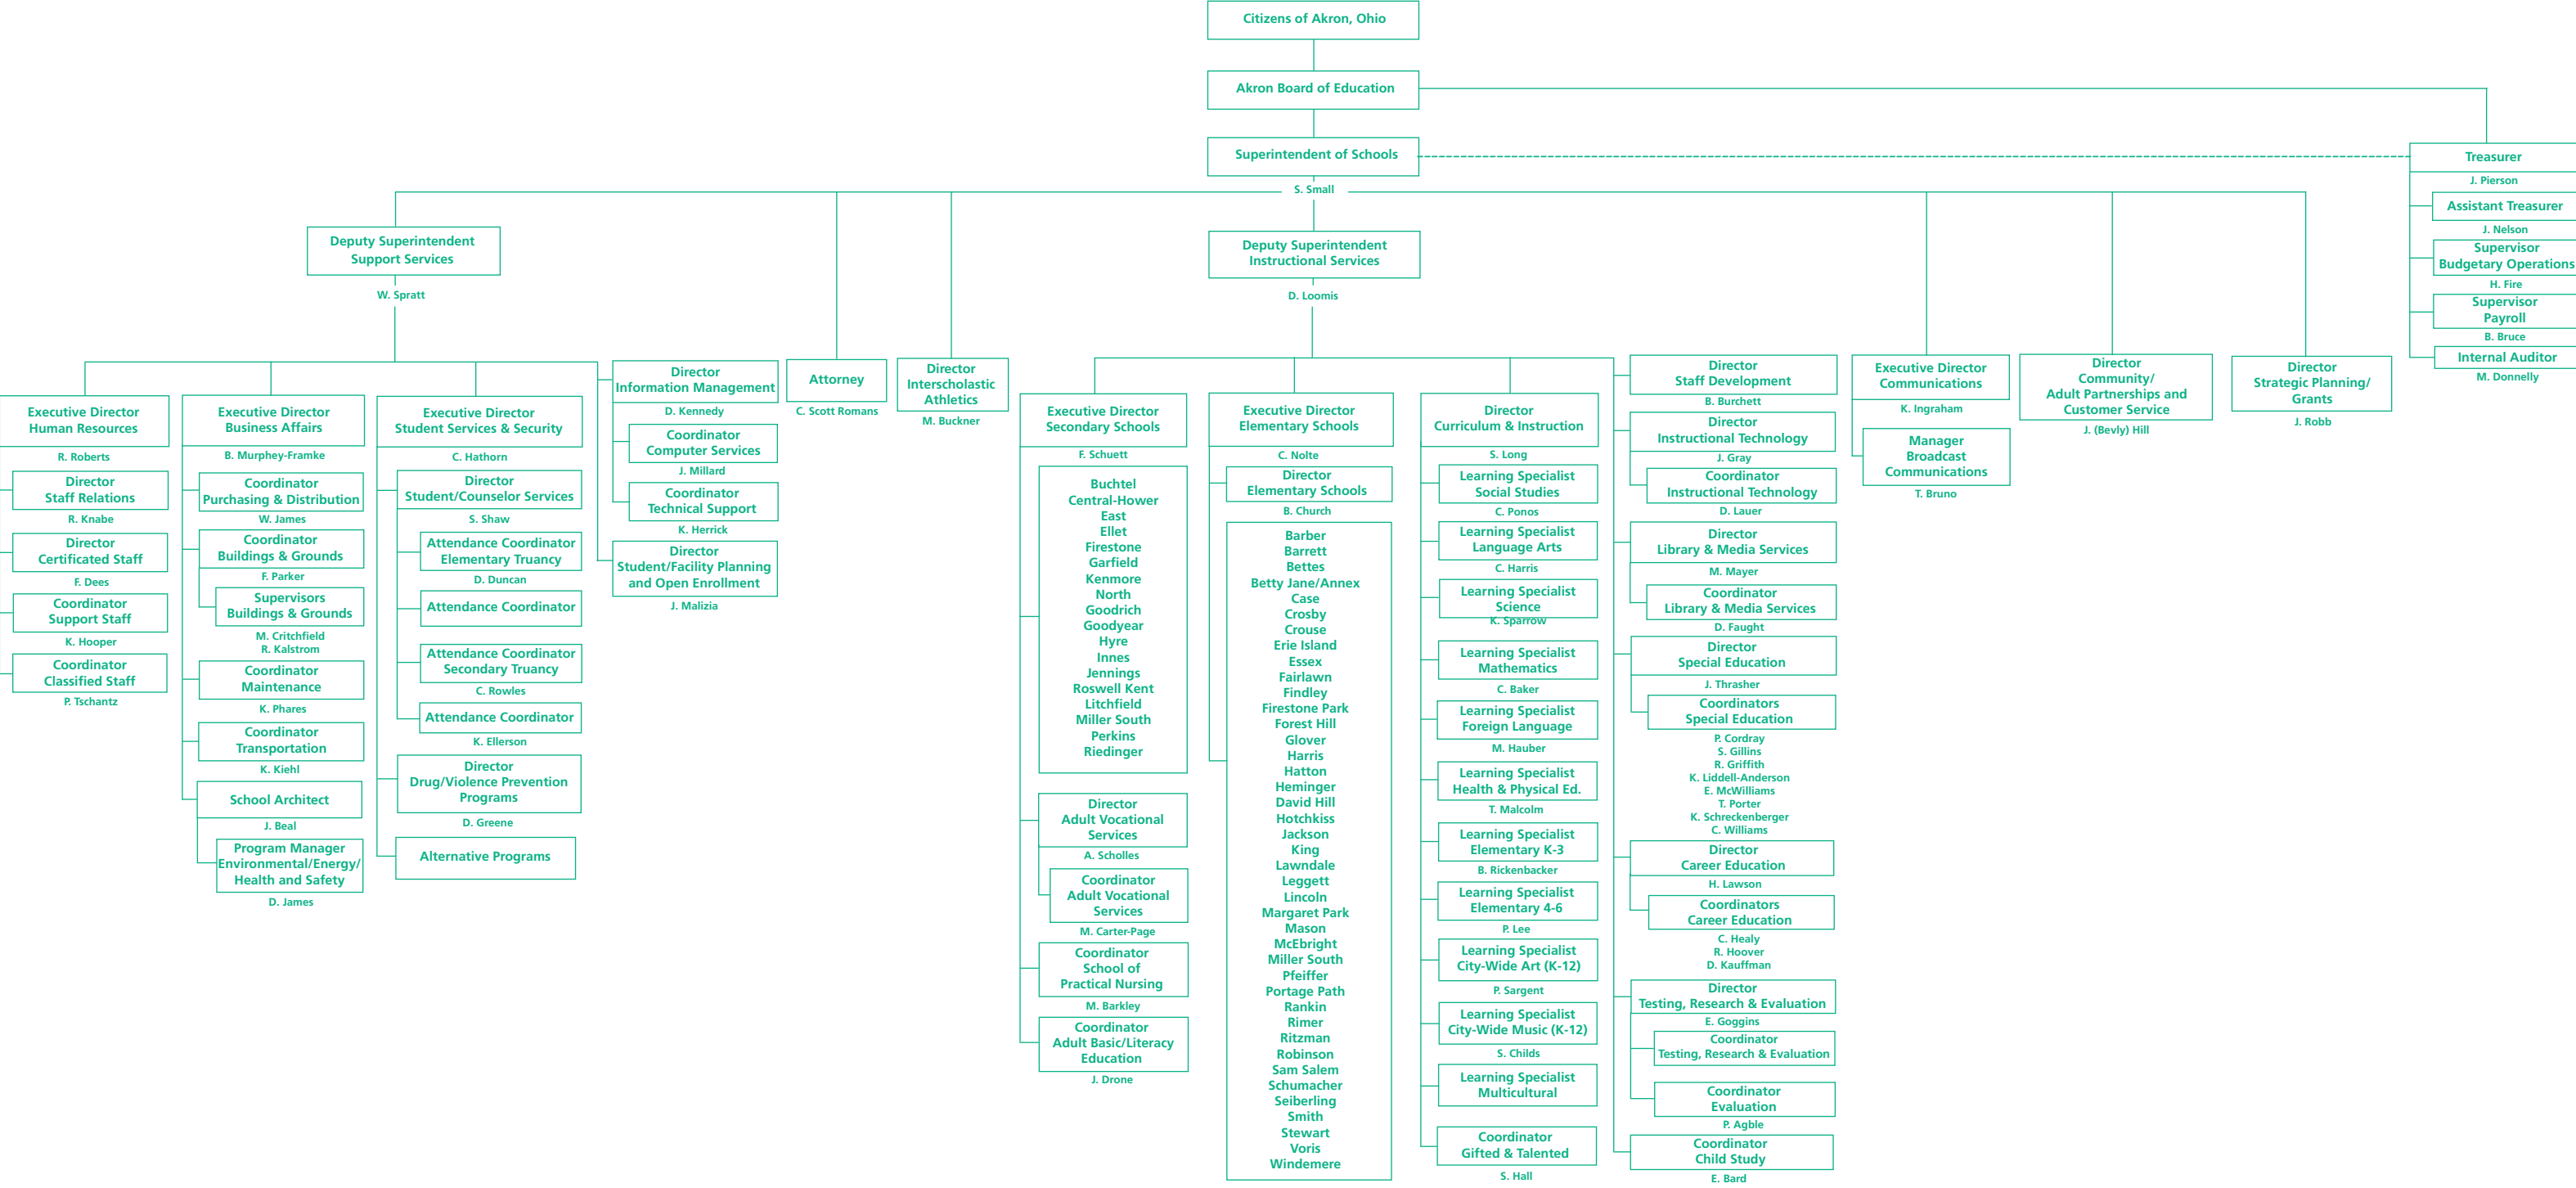 Citizens of Akron, Ohio
Akron Board of Education
Superintendent of Schools
S. Small
Treasurer
J. Pierson
Assistant Treasurer
J. Nelson
Supervisor
Budgetary Operations
H. Fire
Supervisor
Payroll
B. Bruce
Internal Auditor
M. Donnelly
Deputy Superintendent
Support Services
W. Spratt
Executive Director
Human Resources
R. Roberts
Director
Staff Relations
R. Knabe
Director
Certificated Staff
F. Dees
Coordinator
Support Staff
K. Hooper
Coordinator
Classified Staff
P. Tschantz
Executive Director
Business Affairs
B. Murphey-Framke
Coordinator
Purchasing & Distribution
W. James
Coordinator
Buildings & Grounds
F. Parker
Supervisors
Buildings & Grounds
M. Critchfield
R. Kalstrom
Coordinator
Maintenance
K. Phares
Coordinator
Transportation
K. Kiehl
School Architect
J. Beal
Program Manager
Environmental/Energy/
Health and Safety
D. James
Executive Director
Student Services & Security
C. Hathorn
Director
Student/Counselor Services
S. Shaw
Attendance Coordinator
Elementary Truancy
D. Duncan
Attendance Coordinator
Attendance Coordinator
Secondary Truancy
C. Rowles
Attendance Coordinator
K. Ellerson
Director
Drug/Violence Prevention
Programs
D. Greene
Alternative Programs
Director
Information Management
D. Kennedy
Coordinator
Computer Services
J. Millard
Coordinator
Technical Support
K. Herrick
Director
Student/Facility Planning
and Open Enrollment
J. Malizia
Attorney
C. Scott Romans
Director
Interscholastic
Athletics
M. Buckner
Deputy Superintendent
Instructional Services
D. Loomis
Executive Director
Secondary Schools
F. Schuett
Buchtel
Central-Hower
East
Ellet
Firestone
Garfield
Kenmore
North
Goodrich
Goodyear
Hyre
Innes
Jennings
Roswell Kent
Litchfield
Miller South
Perkins
Riedinger
Director
Adult Vocational
Services
A. Scholles
Coordinator
Adult Vocational
Services
M. Carter-Page
Coordinator
School of
Practical Nursing
M. Barkley
Coordinator
Adult Basic/Literacy
Education
J. Drone
Executive Director
Elementary Schools
C. Nolte
Director
Elementary Schools
B. Church
Barber
Barrett
Bettes
Betty Jane/Annex
Case
Crosby
Crouse
Erie Island
Essex
Fairlawn
Findley
Firestone Park
Forest Hill
Glover
Harris
Hatton
Heminger
David Hill
Hotchkiss
Jackson
King
Lawndale
Leggett
Lincoln
Margaret Park
Mason
McEbright
Miller South
Pfeiffer
Portage Path
Rankin
Rimer
Ritzman
Robinson
Sam Salem
Schumacher
Seiberling
Smith
Stewart
Voris
Windemere
Director
Curriculum & Instruction
S. Long
Learning Specialist
Social Studies
C. Ponos
Learning Specialist
Language Arts
C. Harris
Learning Specialist
Science
K. Sparrow
Learning Specialist
Mathematics
C. Baker
Learning Specialist
Foreign Language
M. Hauber
Learning Specialist
Health & Physical Ed.
T. Malcolm
Learning Specialist
Elementary K-3
B. Rickenbacker
Learning Specialist
Elementary 4-6
P. Lee
Learning Specialist
City-Wide Art (K-12)
P. Sargent
Learning Specialist
City-Wide Music (K-12)
S. Childs
Learning Specialist
Multicultural
Coordinator
Gifted & Talented
S. Hall
Director
Staff Development
B. Burchett
Director
Instructional Technology
J. Gray
Coordinator
Instructional Technology
D. Lauer
Director
Library & Media Services
M. Mayer
Coordinator
Library & Media Services
D. Faught
Director
Special Education
J. Thrasher
Coordinators
Special Education
P. Cordray
S. Gillins
R. Griffith
K. Liddell-Anderson
E. McWilliams
T. Porter
K. Schreckenberger
C. Williams
Director
Career Education
H. Lawson
Coordinators
Career Education
C. Healy
R. Hoover
D. Kauffman
Director
Testing, Research & Evaluation
E. Goggins
Coordinator
Testing, Research & Evaluation
Coordinator
Evaluation
P. Agble
Coordinator
Child Study
E. Bard
Executive Director
Communications
K. Ingraham
Manager
Broadcast
Communications
T. Bruno
Director
Community/
Adult Partnerships and
Customer Service
J. (Bevly) Hill
Director
Strategic Planning/
Grants
J. Robb